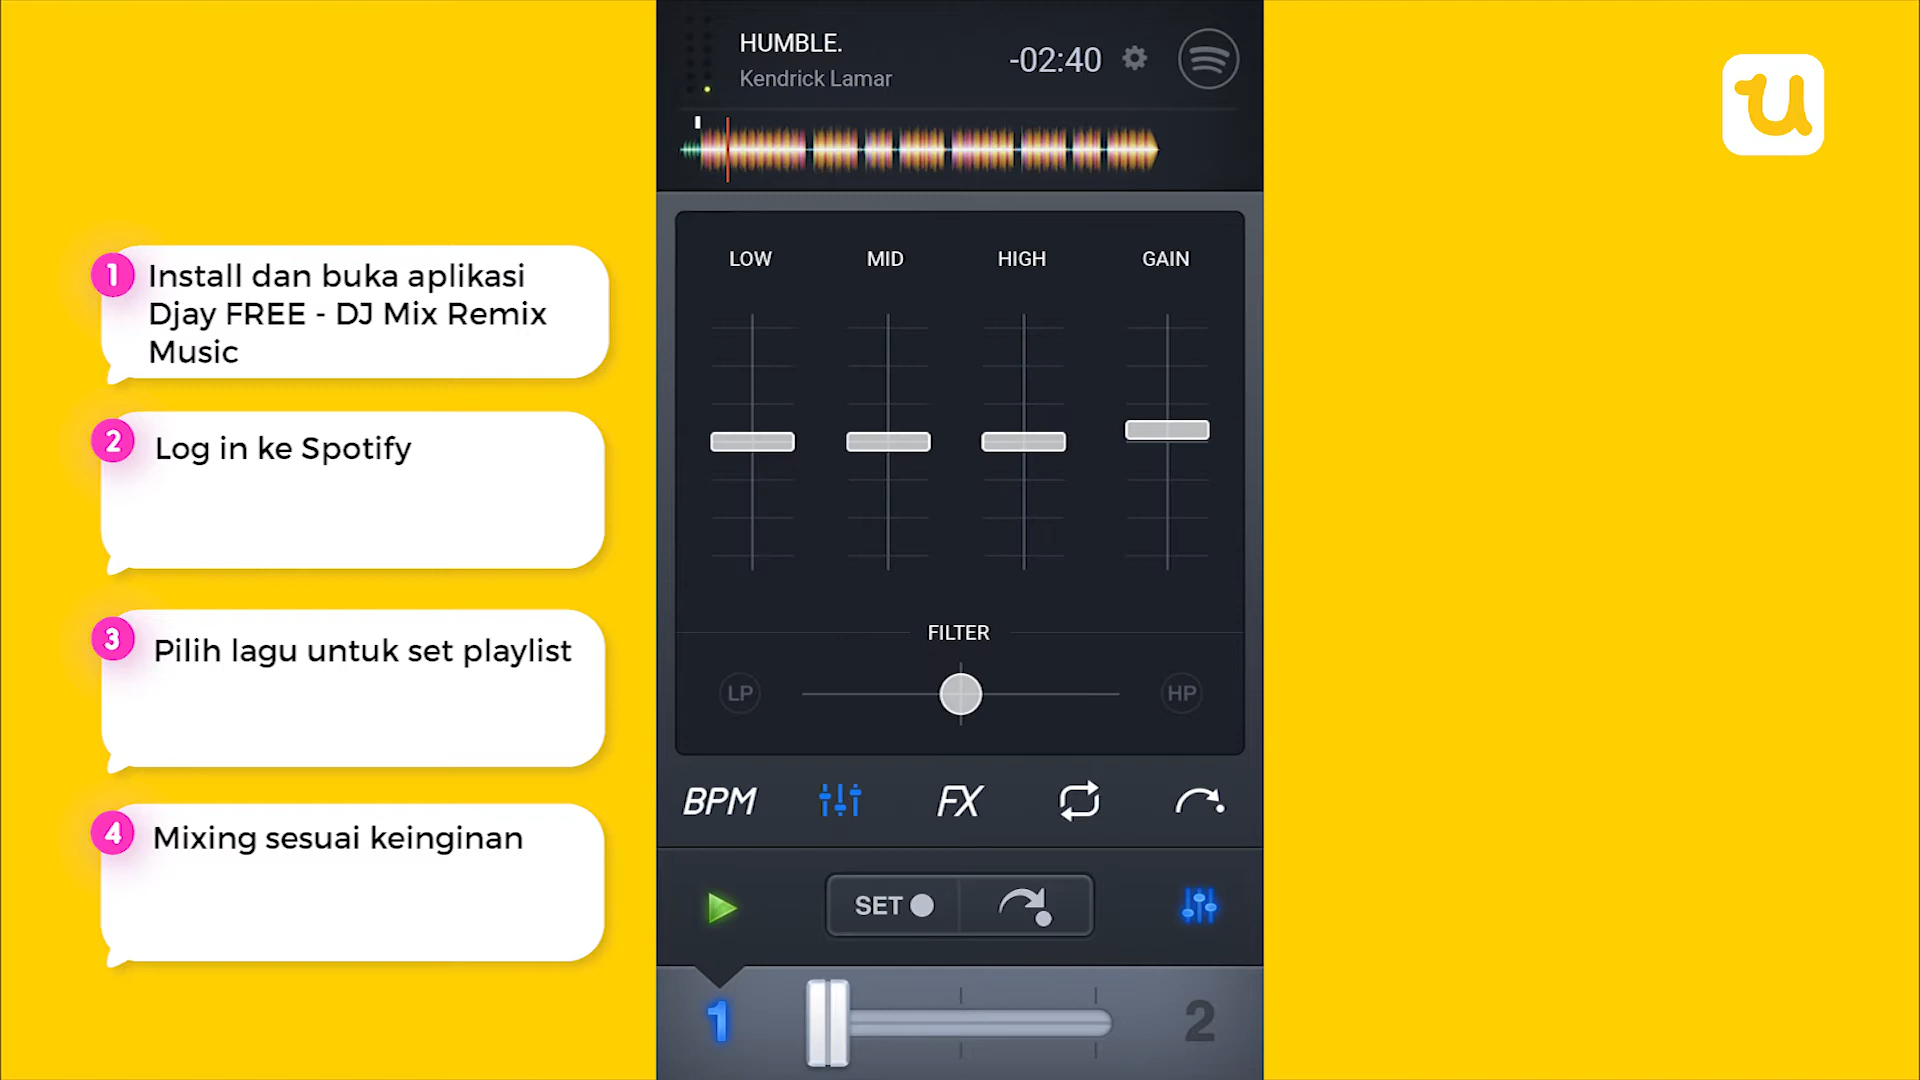 1 Install dan buka aplikasi
Djay FREE - DJ Mix Remix
Music
2 Log in ke Spotify
3 Pilih lagu untuk set playlist
4 Mixing sesuai keinginan
HUMBLE.
Kendrick Lamar
-02:40
LOW MID HIGH GAIN
FILTER
LP HP
BPM FX
SET
1 2
u